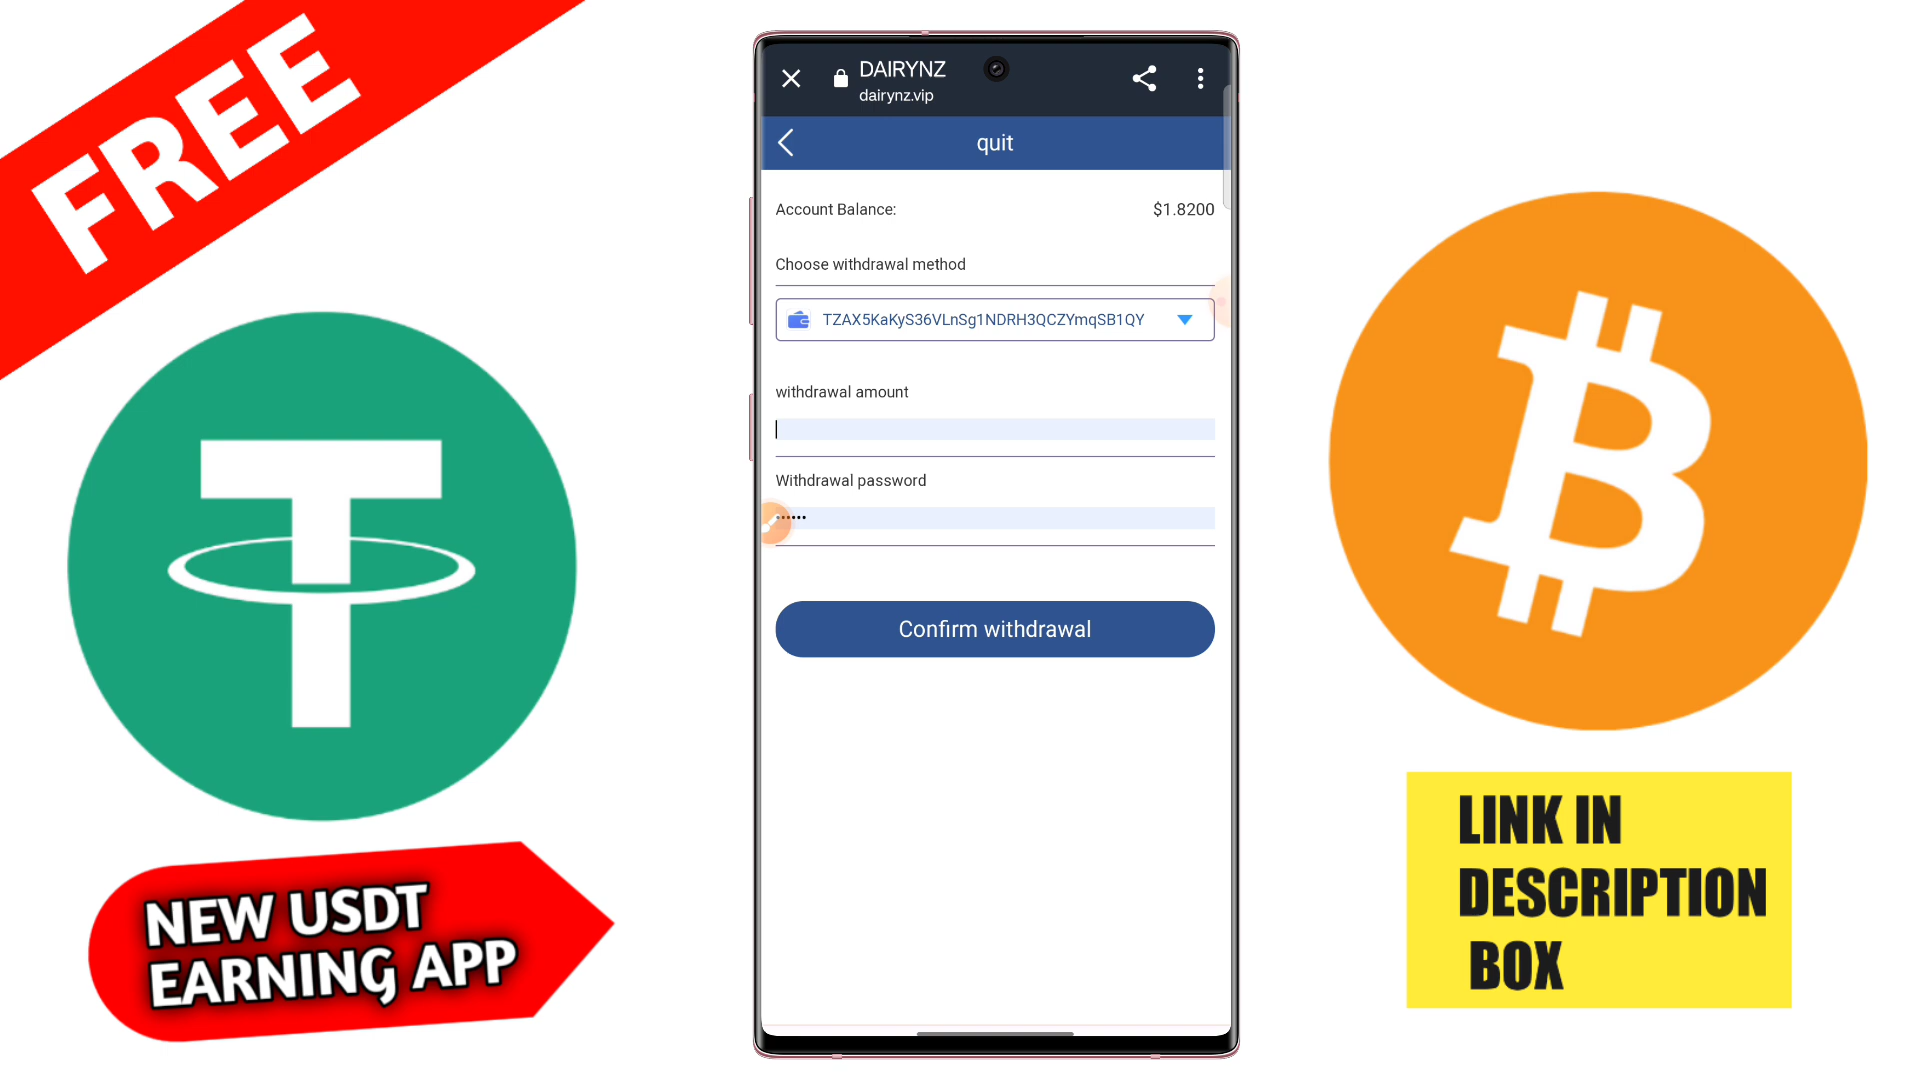 FREE
DAIRYNZ
dairynz.vip
quit
Account Balance:
$1.8200
Choose withdrawal method
TZAX5KaKyS36VLnSg1NDRH3QCZYmqSB1QY
withdrawal amount
Withdrawal password
••••••
Confirm withdrawal
NEW USDT
EARNING APP
LINK IN
DESCRIPTION
BOX